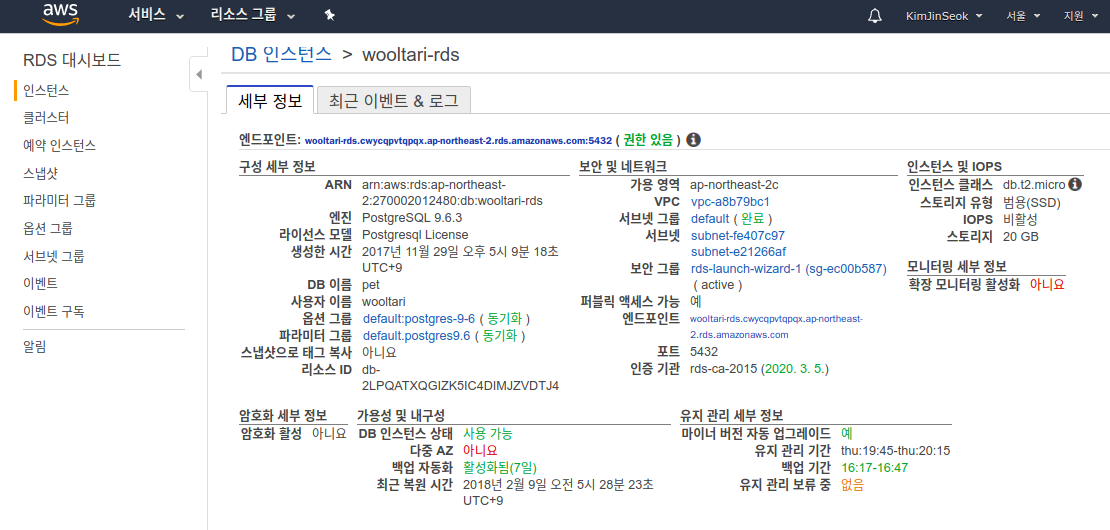 aws 서비스 리소스 그룹 KimJinSeok 서울 지원
RDS 대시보드
인스턴스
클러스터
예약 인스턴스
스냅샷
파라미터 그룹
옵션 그룹
서브넷 그룹
이벤트
이벤트 구독
알림
DB 인스턴스 > wooltari-rds
세부 정보 최근 이벤트 & 로그
엔드포인트: wooltari-rds.cwycqpvtqpqx.ap-northeast-2.rds.amazonaws.com:5432 ( 권한 있음 )
구성 세부 정보
ARN arn:aws:rds:ap-northeast-
2:270002012480:db:wooltari-rds
엔진 PostgreSQL 9.6.3
라이선스 모델 Postgresql License
생성한 시간 2017년 11월 29일 오후 5시 9분 18초
UTC+9
DB 이름 pet
사용자 이름 wooltari
옵션 그룹 default:postgres-9-6 ( 동기화 )
파라미터 그룹 default.postgres9.6 ( 동기화 )
스냅샷으로 태그 복사 아니요
리소스 ID db-
2LPQATXQGIZK5IC4DIMJZVDTJ4
보안 및 네트워크
가용 영역 ap-northeast-2c
VPC vpc-a8b79bc1
서브넷 그룹 default ( 완료 )
서브넷 subnet-fe407c97
subnet-e21266af
보안 그룹 rds-launch-wizard-1 (sg-ec00b587)
( active )
퍼블릭 액세스 가능 예
엔드포인트 wooltari-rds.cwycqpvtqpqx.ap-northeast-
2.rds.amazonaws.com
포트 5432
인증 기관 rds-ca-2015 (2020. 3. 5.)
인스턴스 및 IOPS
인스턴스 클래스 db.t2.micro
스토리지 유형 범용(SSD)
IOPS 비활성
스토리지 20 GB
모니터링 세부 정보
확장 모니터링 활성화 아니요
암호화 세부 정보
암호화 활성 아니요
가용성 및 내구성
DB 인스턴스 상태 사용 가능
다중 AZ 아니요
백업 자동화 활성화됨(7일)
최근 복원 시간 2018년 2월 9일 오전 5시 28분 23초
UTC+9
유지 관리 세부 정보
마이너 버전 자동 업그레이드 예
유지 관리 기간 thu:19:45-thu:20:15
백업 기간 16:17-16:47
유지 관리 보류 중 없음